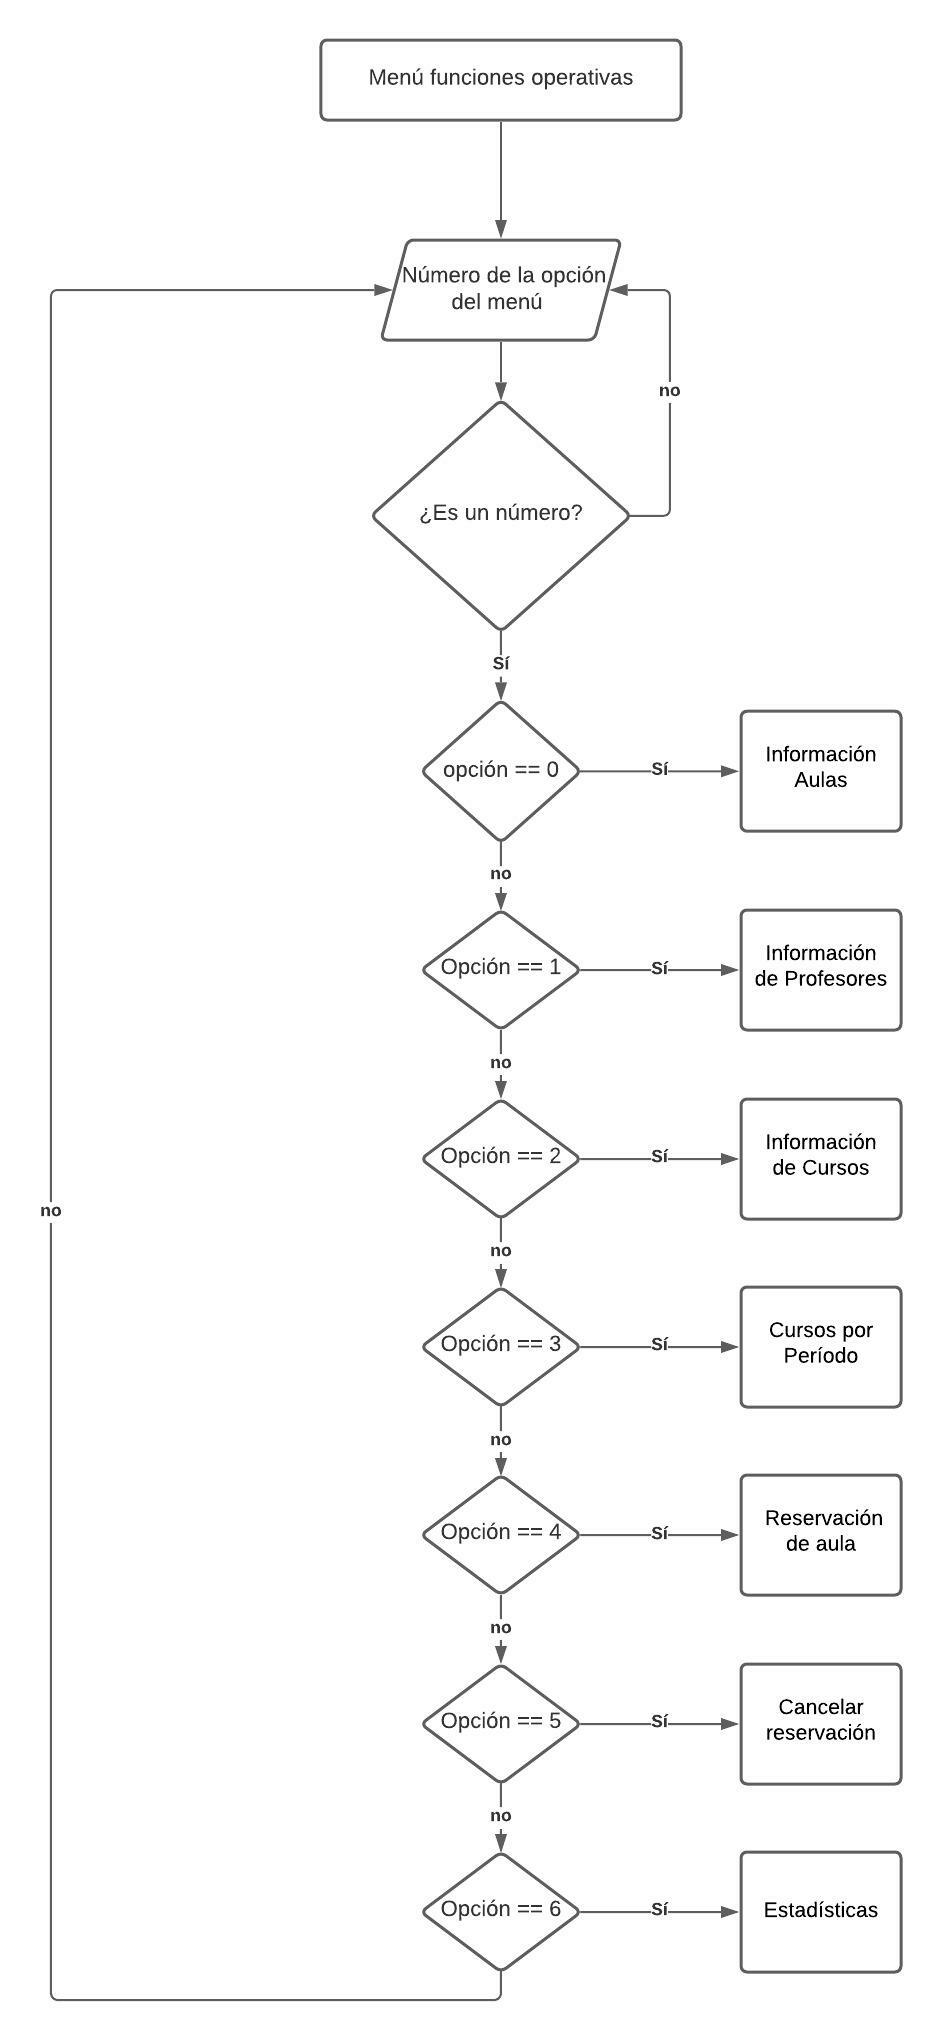 Menú funciones operativas
Número de la opción
del menú
no
¿Es un número?
Sí
opción == 0
Sí
Información
Aulas
no
Opción == 1
Sí
Información
de Profesores
no
Opción == 2
Sí
Información
de Cursos
no
no
Opción == 3
Sí
Cursos por
Período
no
Opción == 4
Sí
Reservación
de aula
no
Opción == 5
Sí
Cancelar
reservación
no
Opción == 6
Sí
Estadísticas